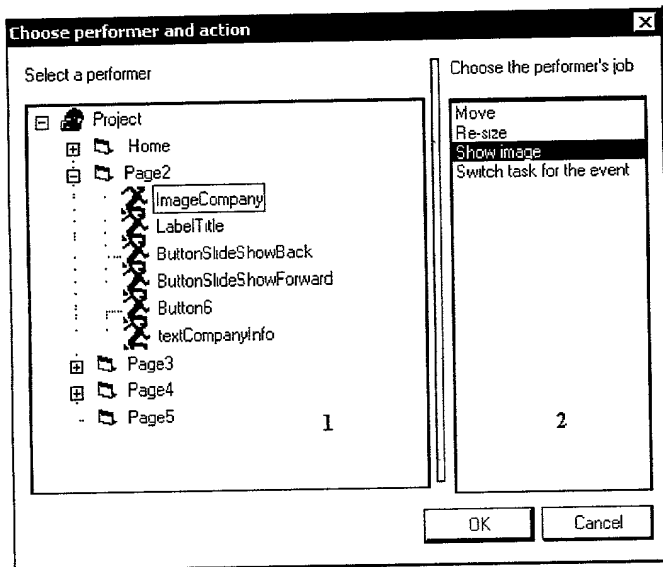 Choose performer and action
Select a performer
Choose the performer's job
Project
Home
Page2
ImageCompany
LabelTitle
ButtonSlideShowBack
ButtonSlideShowForward
Button6
textCompanyInfo
Page3
Page4
Page5
1
Move
Re-size
Show image
Switch task for the event
2
OK
Cancel